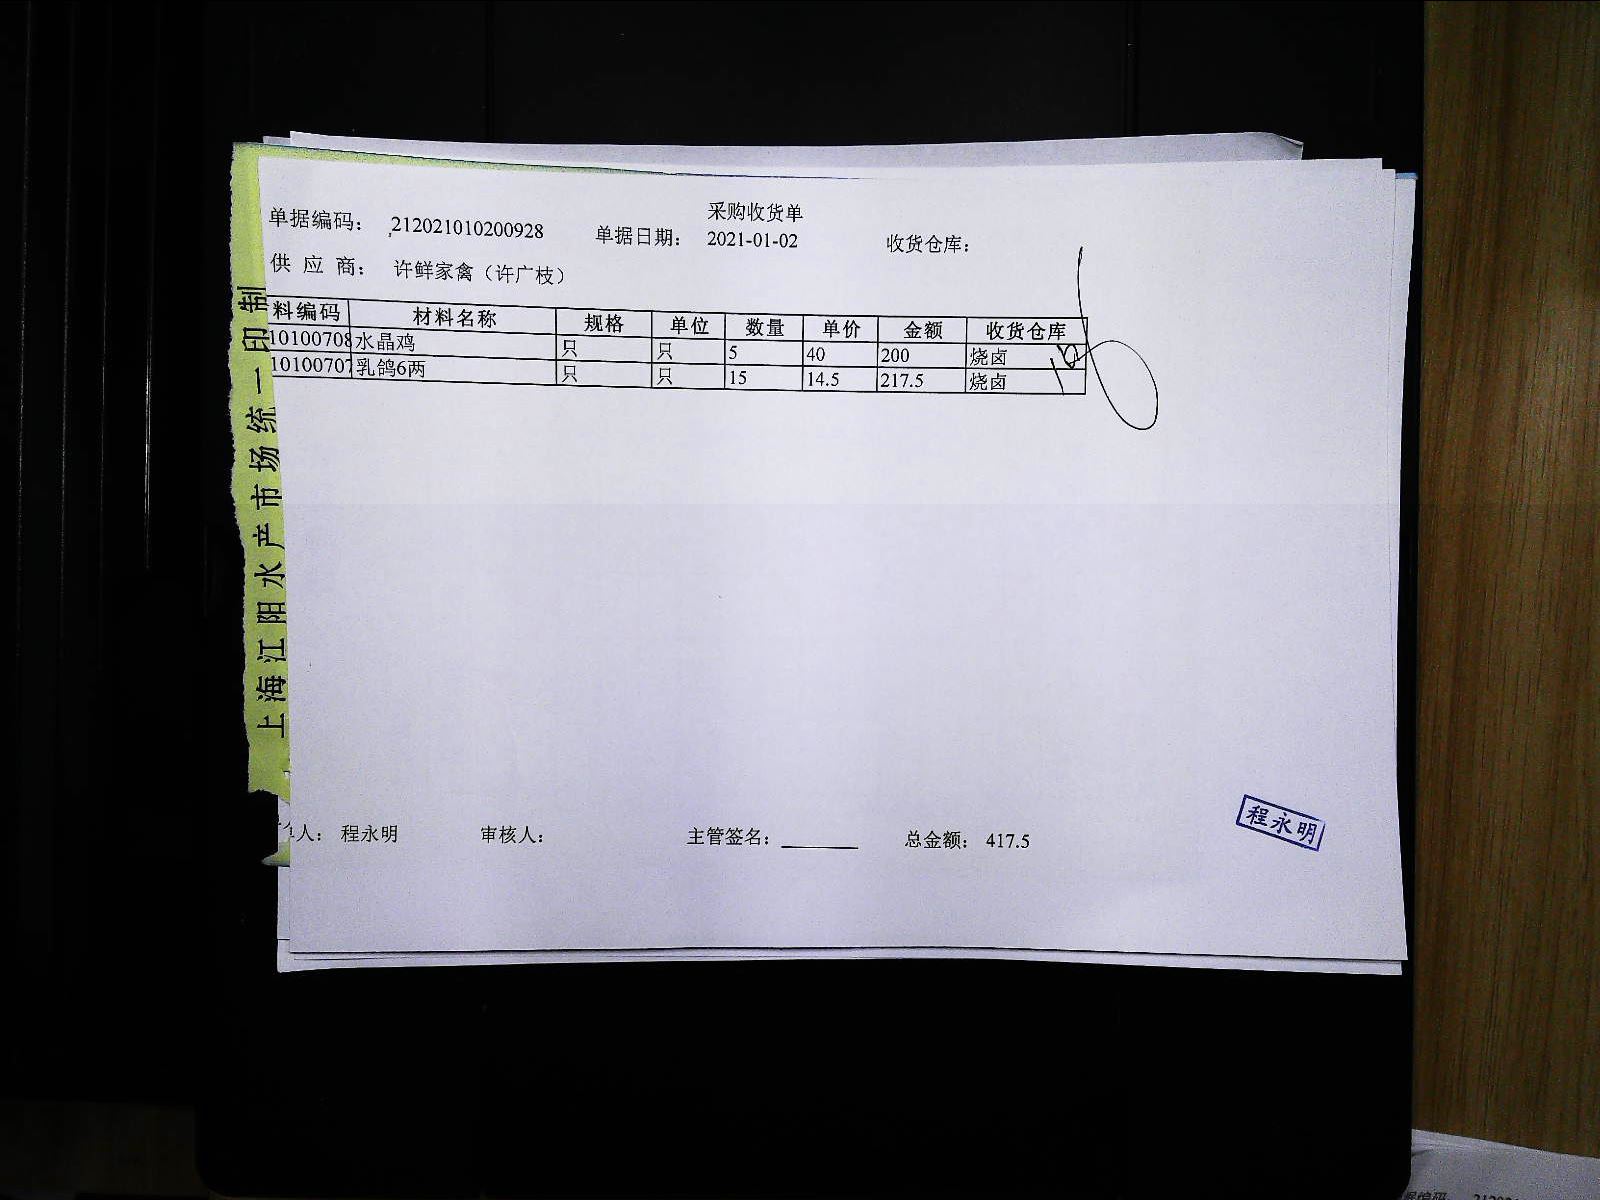 采购收货单
单据编码： 212021010200928 单据日期： 2021-01-02 收货仓库：
供 应 商： 许鲜家禽（许广枝）
料编码 材料名称 规格 单位 数量 单价 金额 收货仓库
10100708 水晶鸡 只 只 5 40 200 烧卤
10100707 乳鸽6两 只 只 15 14.5 217.5 烧卤
人： 程永明 审核人： 主管签名： 总金额： 417.5
程永明
上海江阳水产市场统一印制